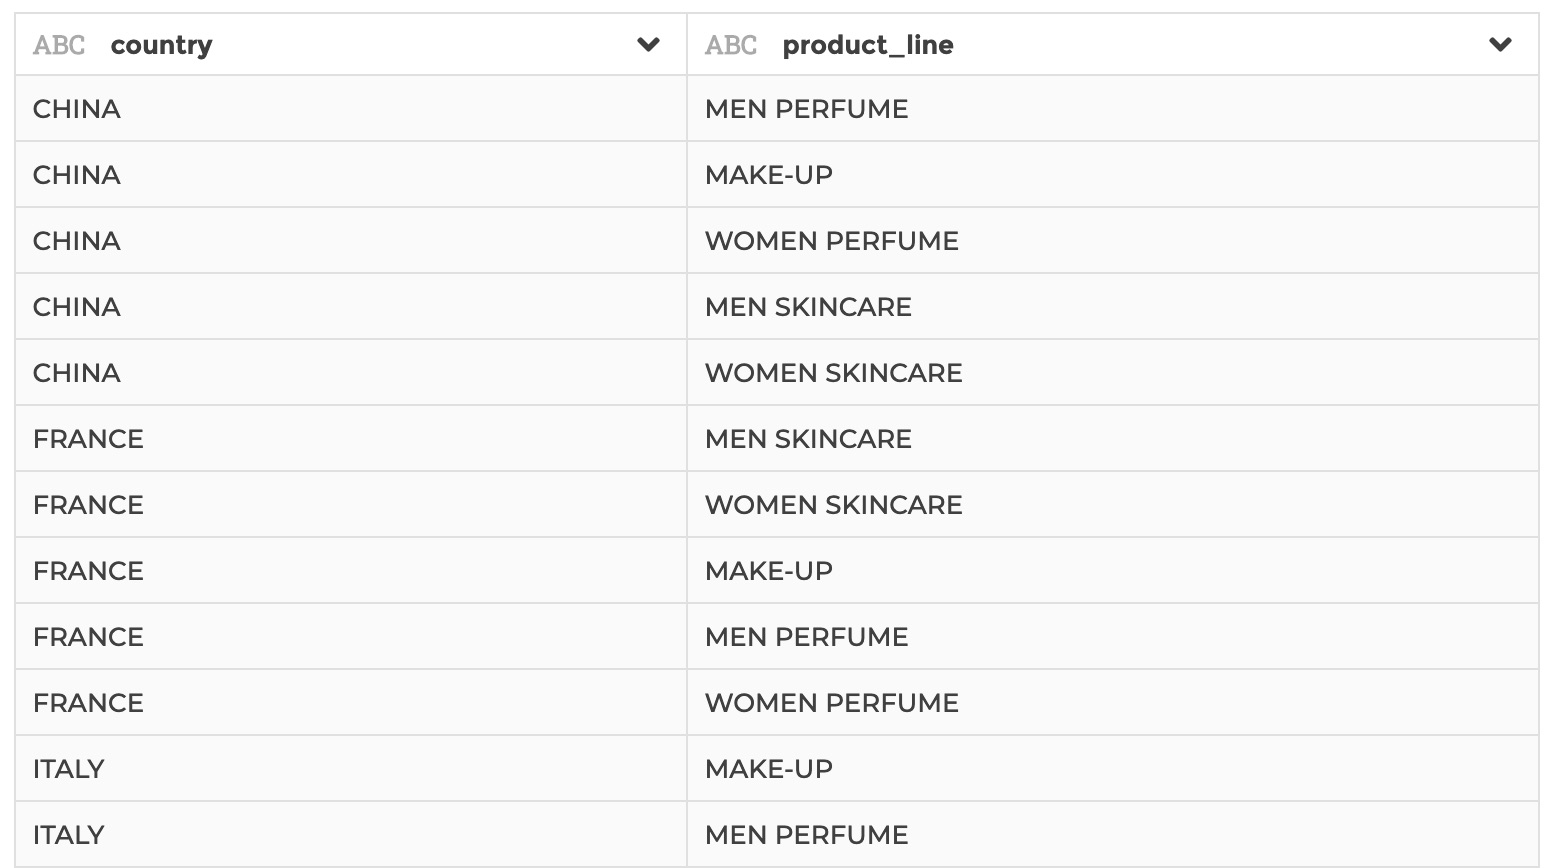 ABC country ABC product_line
CHINA MEN PERFUME
CHINA MAKE-UP
CHINA WOMEN PERFUME
CHINA MEN SKINCARE
CHINA WOMEN SKINCARE
FRANCE MEN SKINCARE
FRANCE WOMEN SKINCARE
FRANCE MAKE-UP
FRANCE MEN PERFUME
FRANCE WOMEN PERFUME
ITALY MAKE-UP
ITALY MEN PERFUME